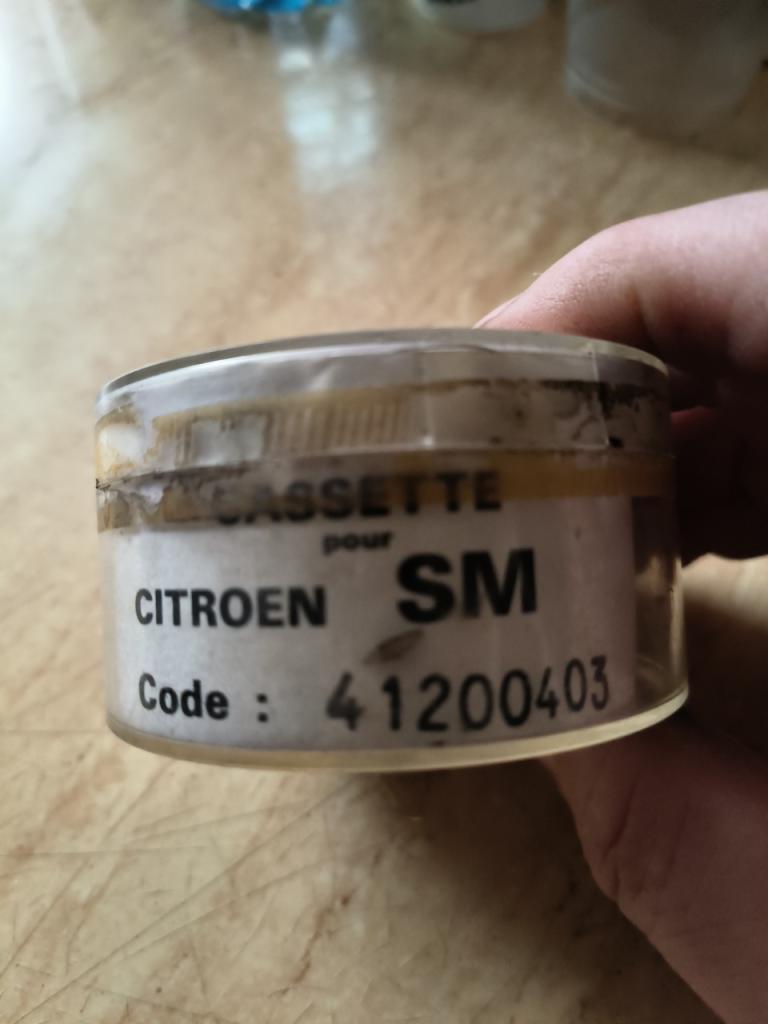 CASSETTE
pour
CITROEN SM
Code : 41200403